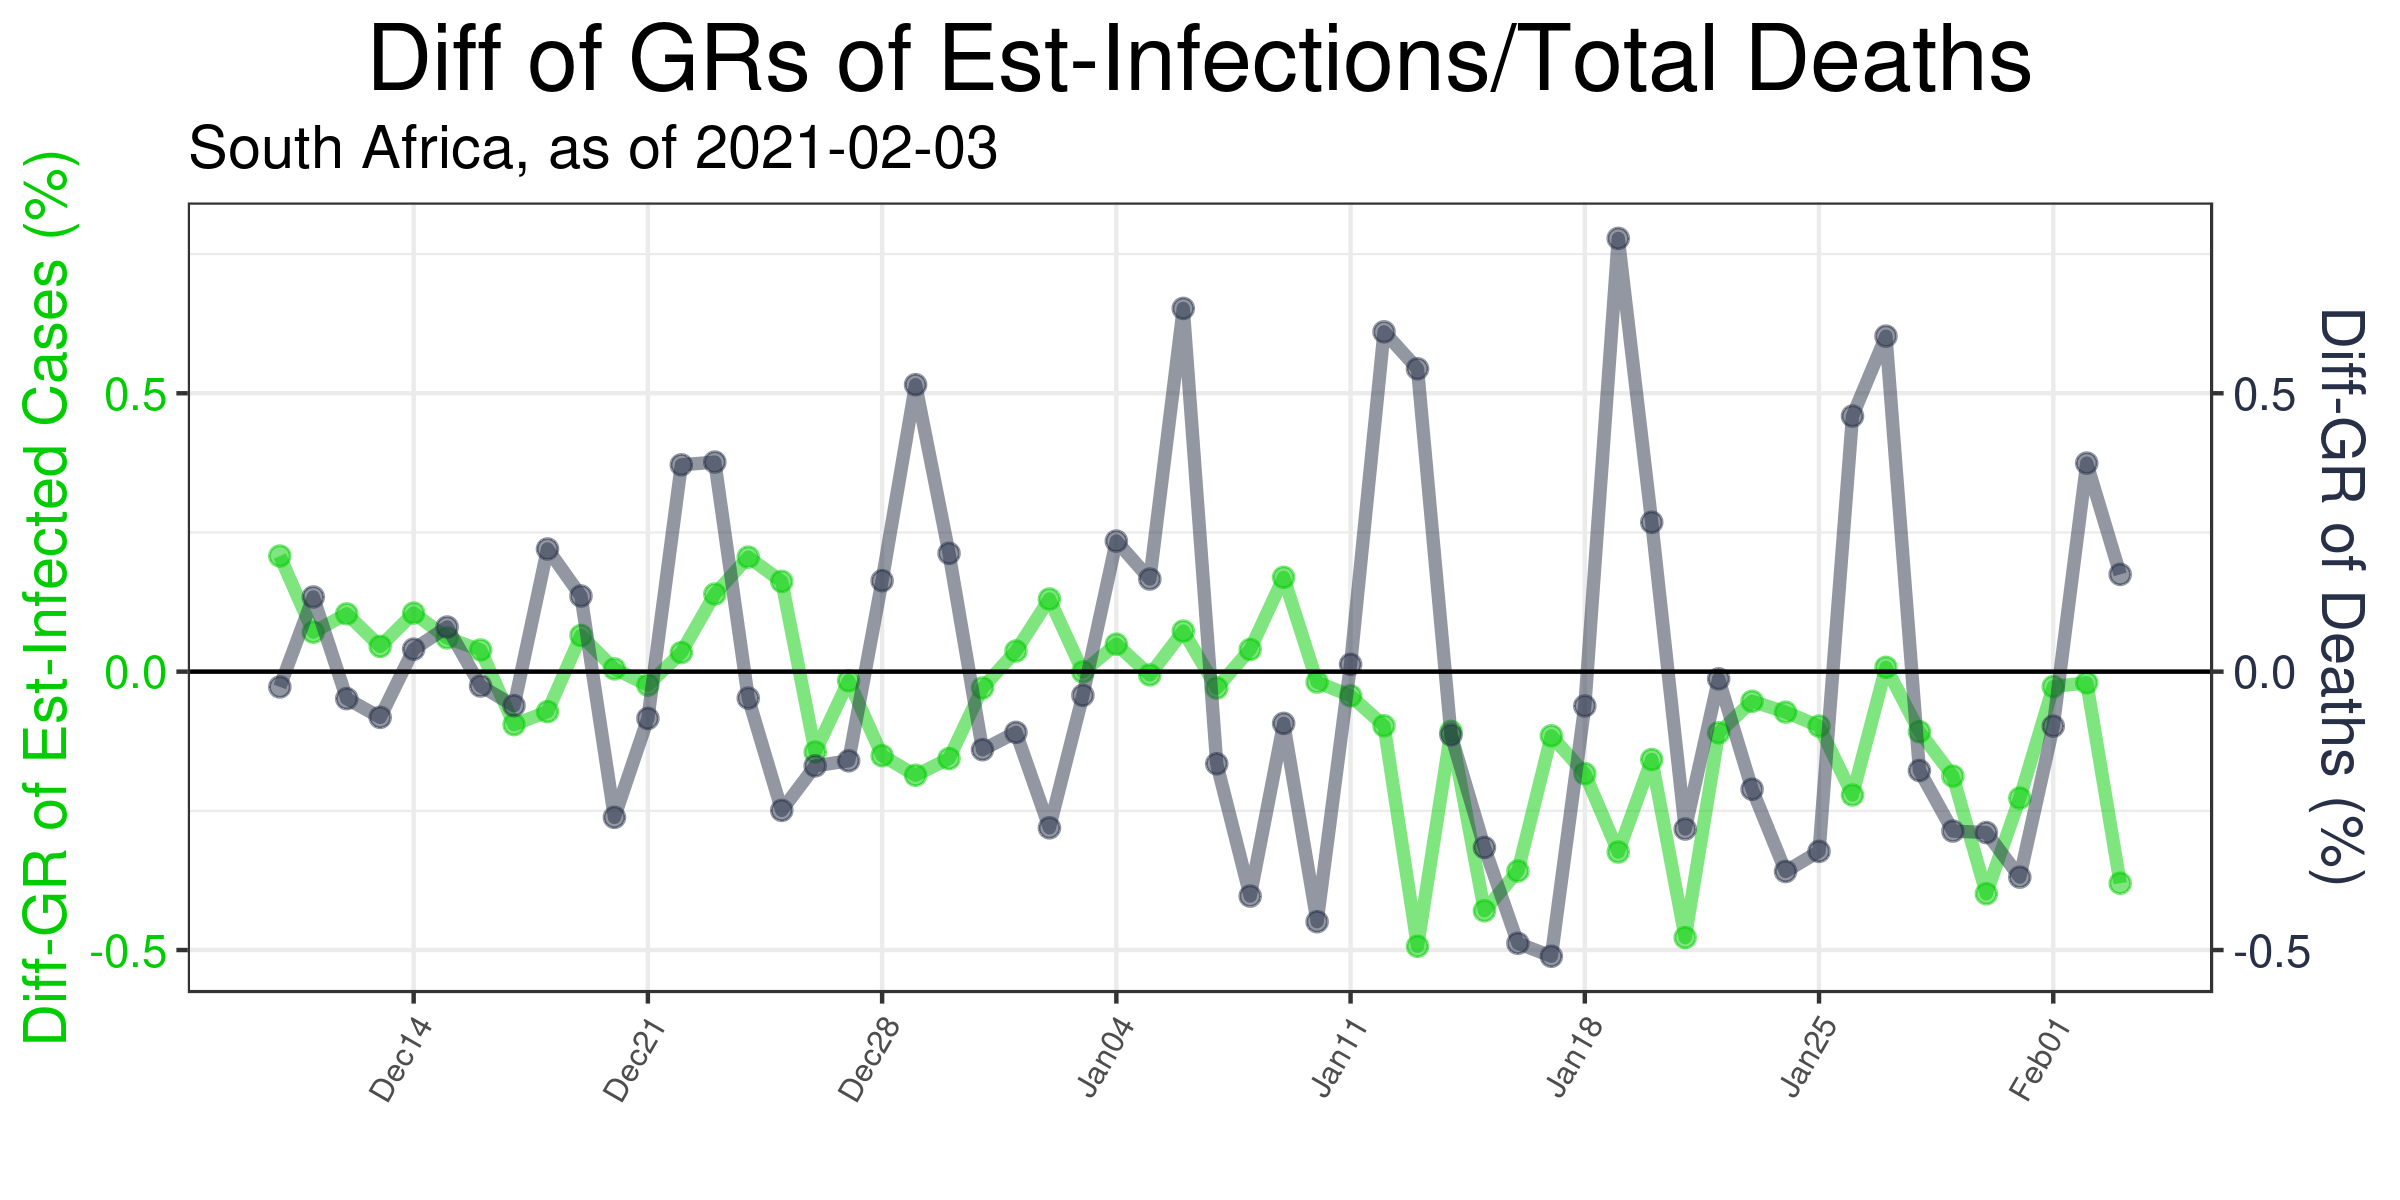 Diff of GRs of Est-Infections/Total Deaths
South Africa, as of 2021-02-03
Diff-GR of Est-Infected Cases (%)
0.5
0.0
-0.5
0.5
0.0
-0.5
Diff-GR of Deaths (%)
Dec14
Dec21
Dec28
Jan04
Jan11
Jan18
Jan25
Feb01